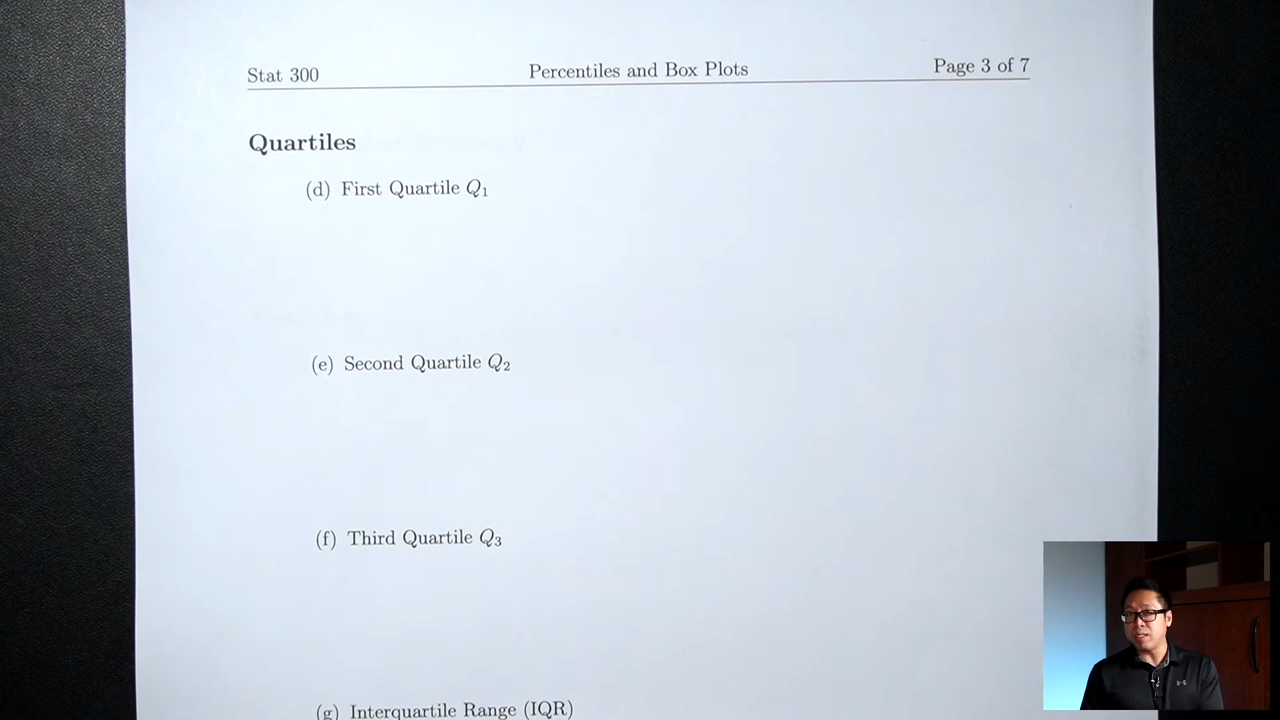 Stat 300 Percentiles and Box Plots Page 3 of 7
Quartiles
(d) First Quartile Q₁
(e) Second Quartile Q₂
(f) Third Quartile Q₃
(g) Interquartile Range (IQR)